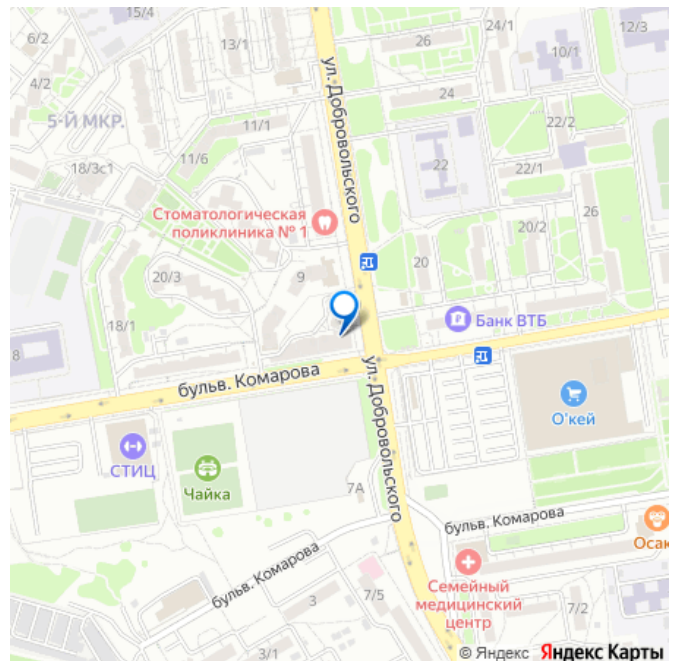 15/4
24/1
12/3
6/2
13/1
26
10/1
4/2
24
5-Й МКР.
11/1
22/2
ул. Добровольского
11/6
22
22/1
18/3с1
Стоматологическая
поликлиника № 1
26
20/2
20
20/3
9
18/1
Банк ВТБ
8
бульв. Комарова
ул. Добровольского
О'кей
СТИЦ
Чайка
7А
бульв. Комарова
Осак
бульв. Комарова
Семейный
медицинский
центр
3
7/5
7/2
3/1
© Яндекс Яндекс Карты